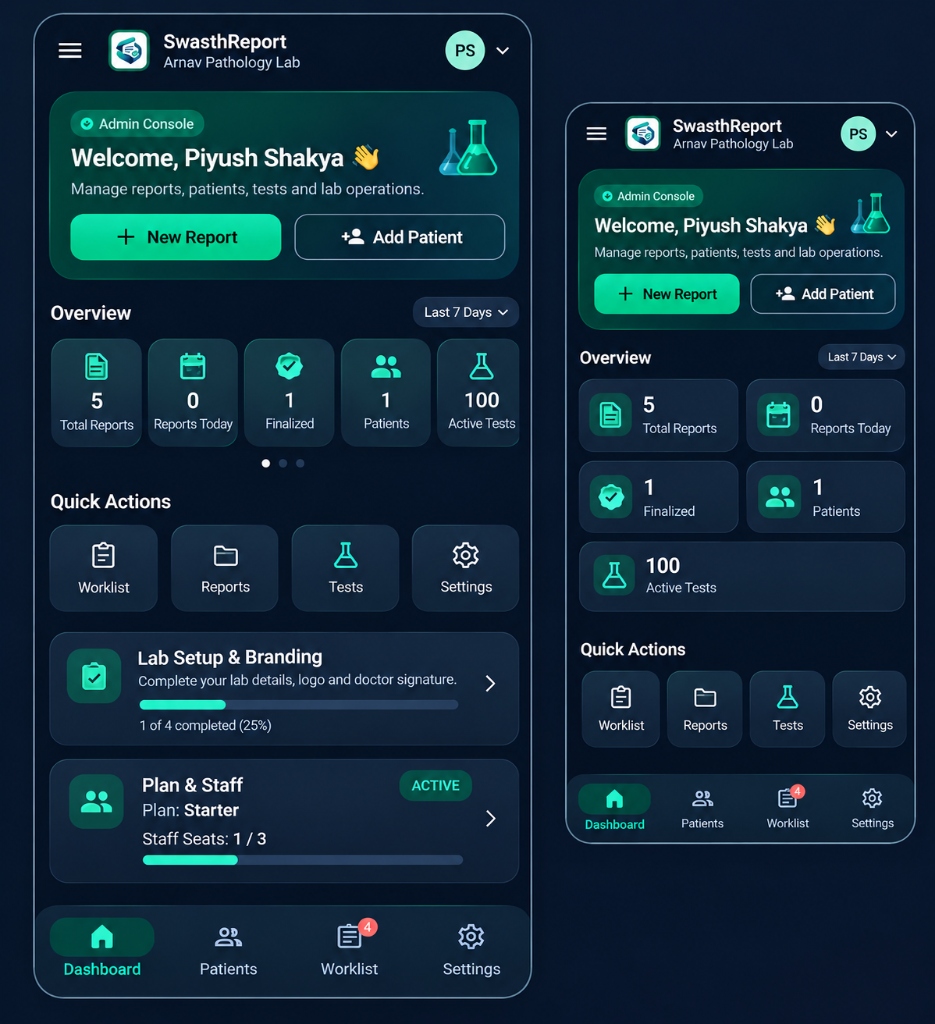 SwasthReport
Arnav Pathology Lab
PS
Admin Console
Welcome, Piyush Shakya 👋
Manage reports, patients, tests and lab operations.
+ New Report
Add Patient
Overview
Last 7 Days
5
Total Reports
0
Reports Today
1
Finalized
1
Patients
100
Active Tests
Quick Actions
Worklist
Reports
Tests
Settings
Lab Setup & Branding
Complete your lab details, logo and doctor signature.
1 of 4 completed (25%)
Plan & Staff
ACTIVE
Plan: Starter
Staff Seats: 1 / 3
Dashboard
Patients
4
Worklist
Settings
SwasthReport
Arnav Pathology Lab
PS
Admin Console
Welcome, Piyush Shakya 👋
Manage reports, patients, tests and lab operations.
+ New Report
Add Patient
Overview
Last 7 Days
5
Total Reports
0
Reports Today
1
Finalized
1
Patients
100
Active Tests
Quick Actions
Worklist
Reports
Tests
Settings
Dashboard
Patients
4
Worklist
Settings